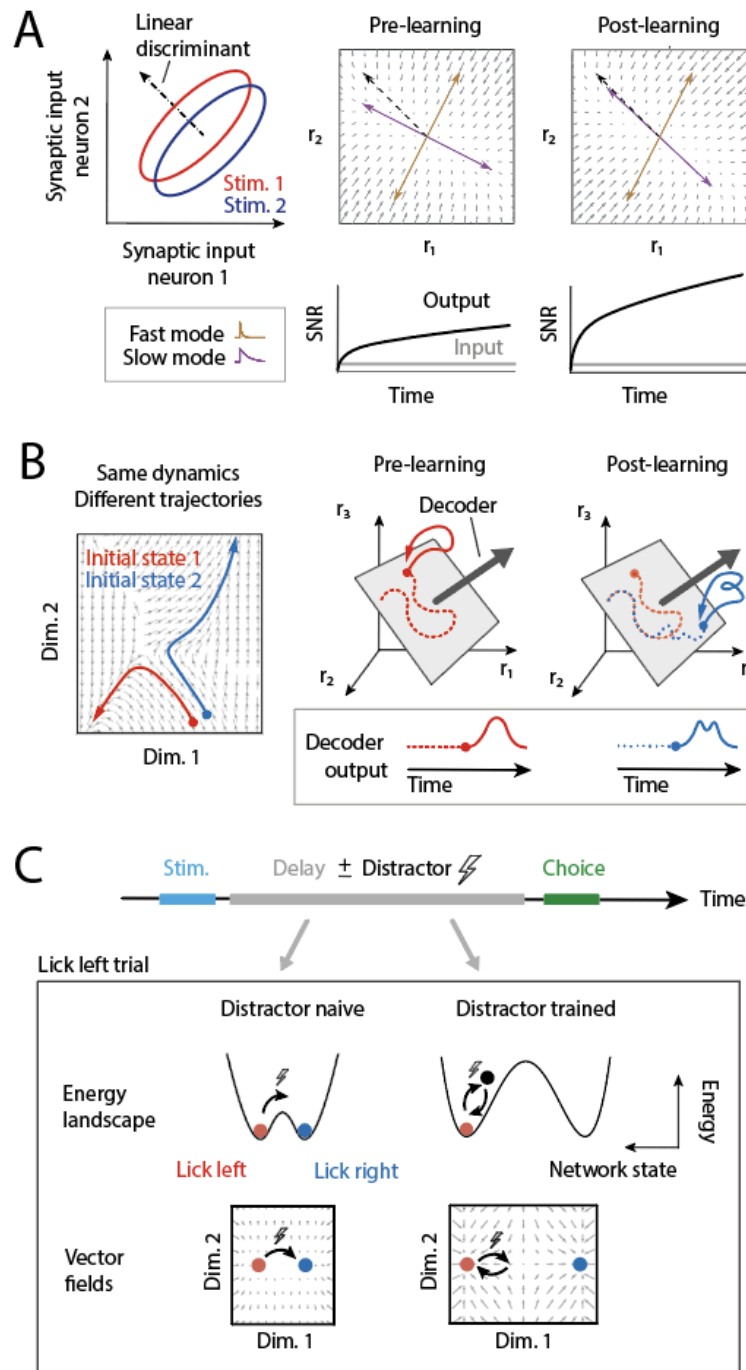 A
Linear
discriminant
Synaptic input
neuron 2
Stim. 1
Stim. 2
Synaptic input
neuron 1
Fast mode
Slow mode
Pre-learning
r2
r1
SNR
Output
Input
Time
Post-learning
r2
r1
SNR
Time
B
Same dynamics
Different trajectories
Initial state 1
Initial state 2
Dim. 2
Dim. 1
Pre-learning
Decoder
r3
r1
r2
Post-learning
r3
r
r2
Decoder
output
Time
Time
C
Stim.
Delay
± Distractor
Choice
Time
Lick left trial
Distractor naive
Distractor trained
Energy
landscape
Energy
Lick left
Lick right
Network state
Vector
fields
Dim. 2
Dim. 1
Dim. 2
Dim. 1